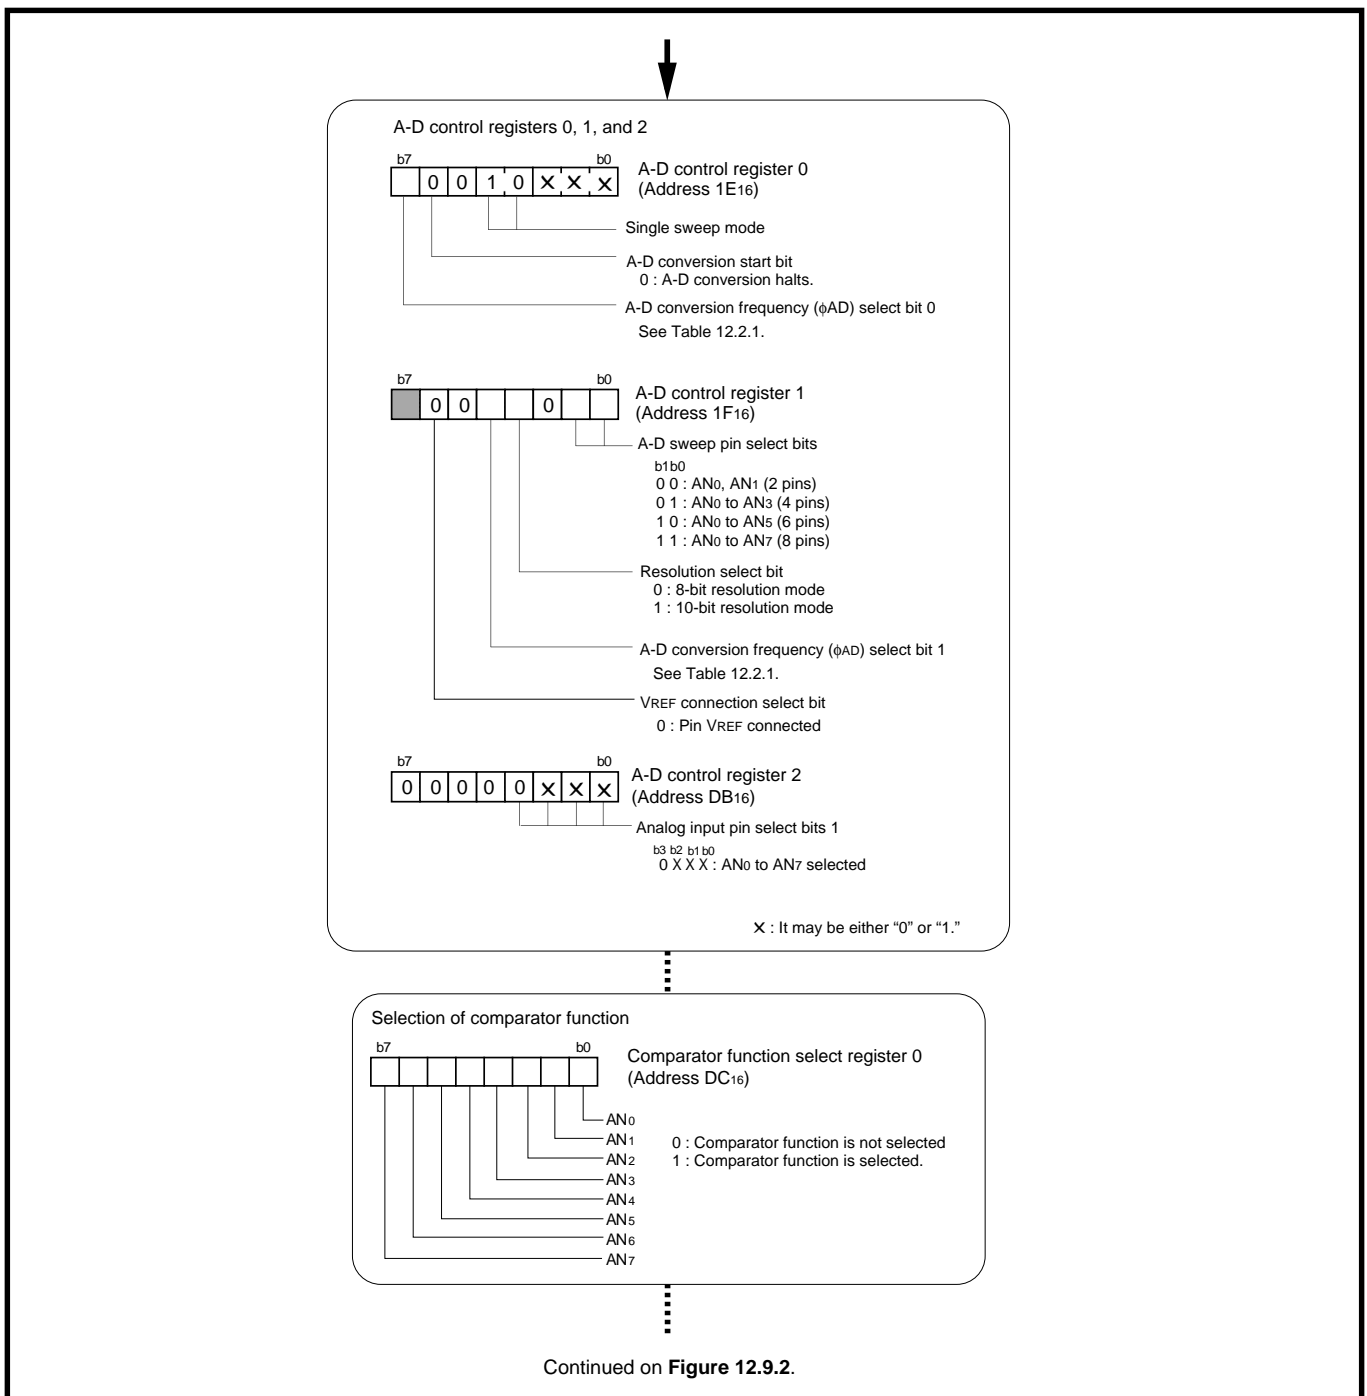 A-D control registers 0, 1, and 2
b7 b0
0 0 1 0 × × ×
A-D control register 0
(Address 1E16)
Single sweep mode
A-D conversion start bit
0 : A-D conversion halts.
A-D conversion frequency (φAD) select bit 0
See Table 12.2.1.
b7 b0
0 0 0
A-D control register 1
(Address 1F16)
A-D sweep pin select bits
b1 b0
0 0 : AN0, AN1 (2 pins)
0 1 : AN0 to AN3 (4 pins)
1 0 : AN0 to AN5 (6 pins)
1 1 : AN0 to AN7 (8 pins)
Resolution select bit
0 : 8-bit resolution mode
1 : 10-bit resolution mode
A-D conversion frequency (φAD) select bit 1
See Table 12.2.1.
VREF connection select bit
0 : Pin VREF connected
b7 b0
0 0 0 0 0 × × ×
A-D control register 2
(Address DB16)
Analog input pin select bits 1
b3 b2 b1 b0
0 X X X : AN0 to AN7 selected
× : It may be either “0” or “1.”
Selection of comparator function
b7 b0
Comparator function select register 0
(Address DC16)
AN0
AN1
AN2
AN3
AN4
AN5
AN6
AN7
0 : Comparator function is not selected
1 : Comparator function is selected.
Continued on Figure 12.9.2.